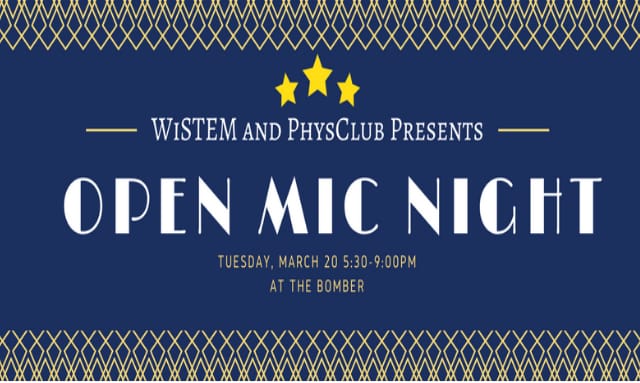 WiSTEM and PhysClub Presents
OPEN MIC NIGHT
TUESDAY, MARCH 20 5:30-9:00PM
AT THE BOMBER